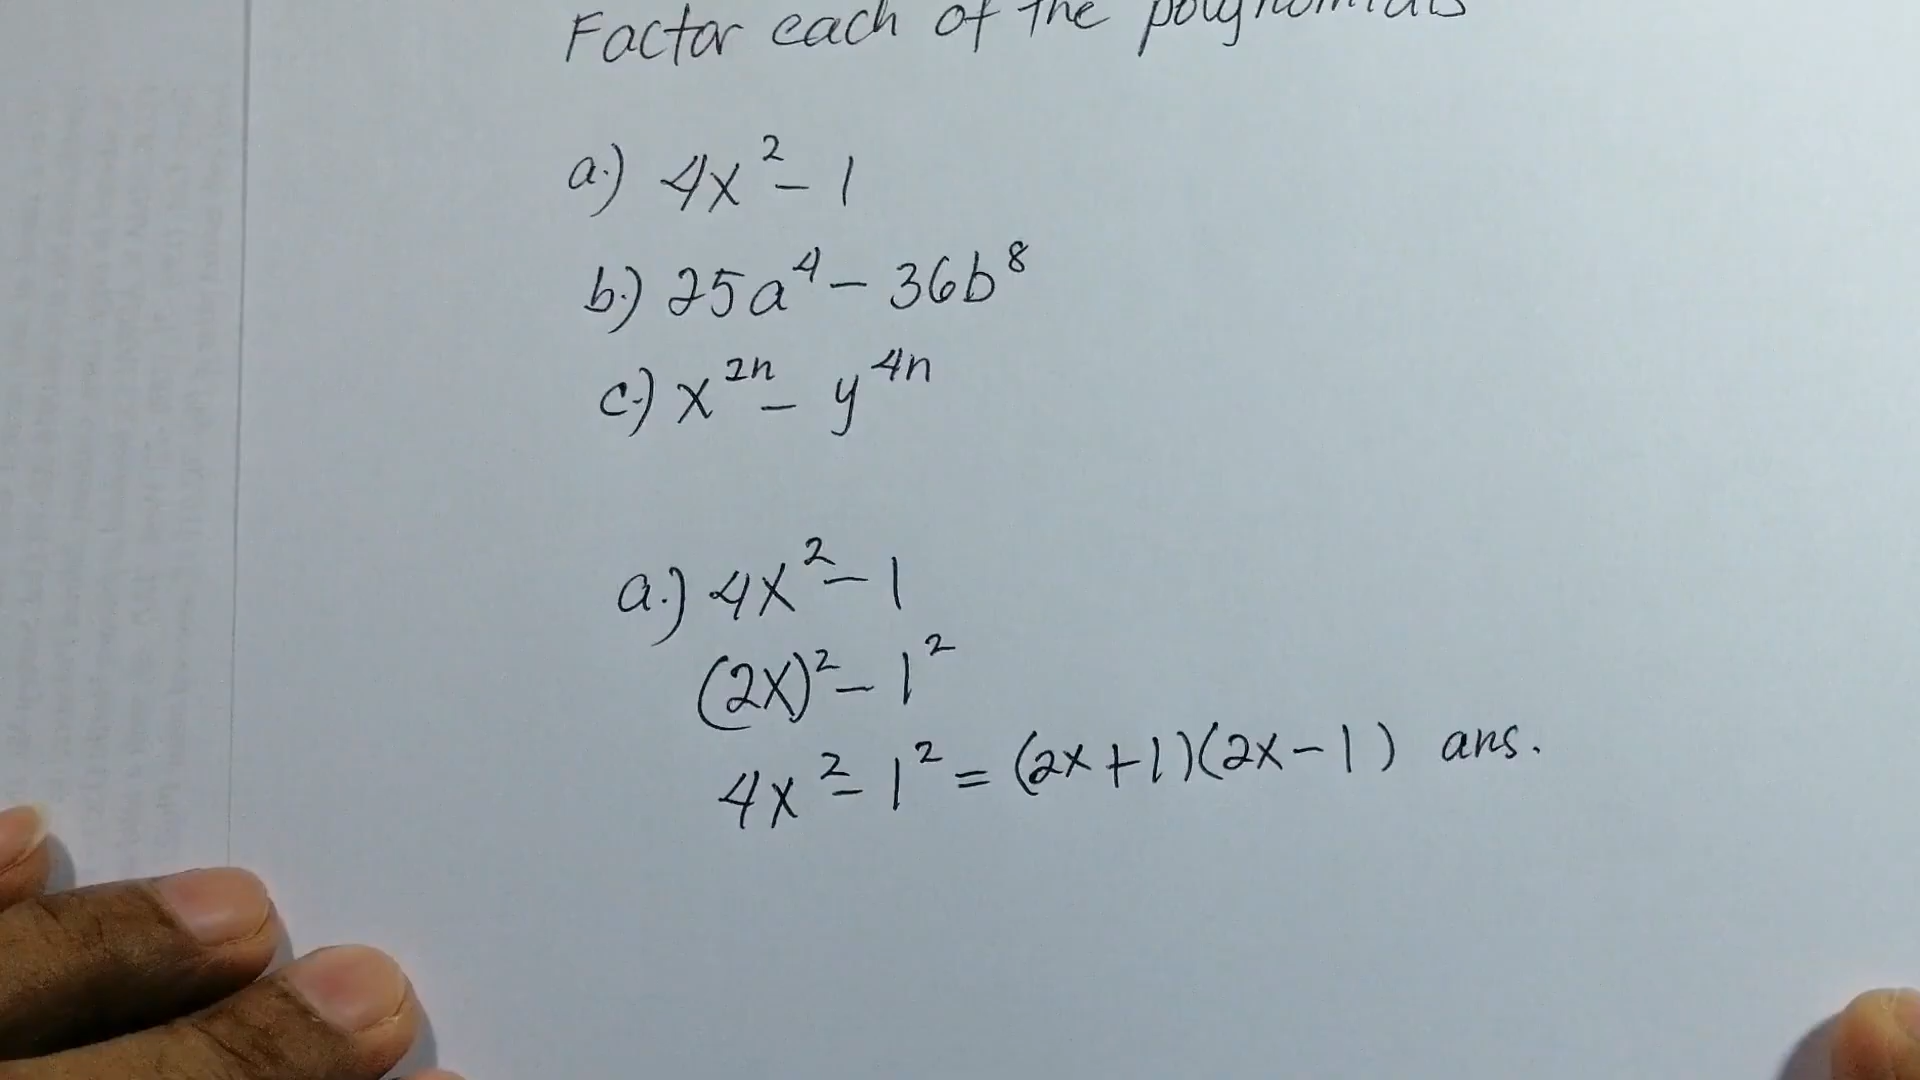 Factor each of the polynomials
a.) 4x² - 1
b.) 25a⁴ - 36b⁸
c.) x²ⁿ - y⁴ⁿ
a.) 4x² - 1
(2x)² - 1²
4x² - 1² = (2x + 1)(2x - 1) ans.